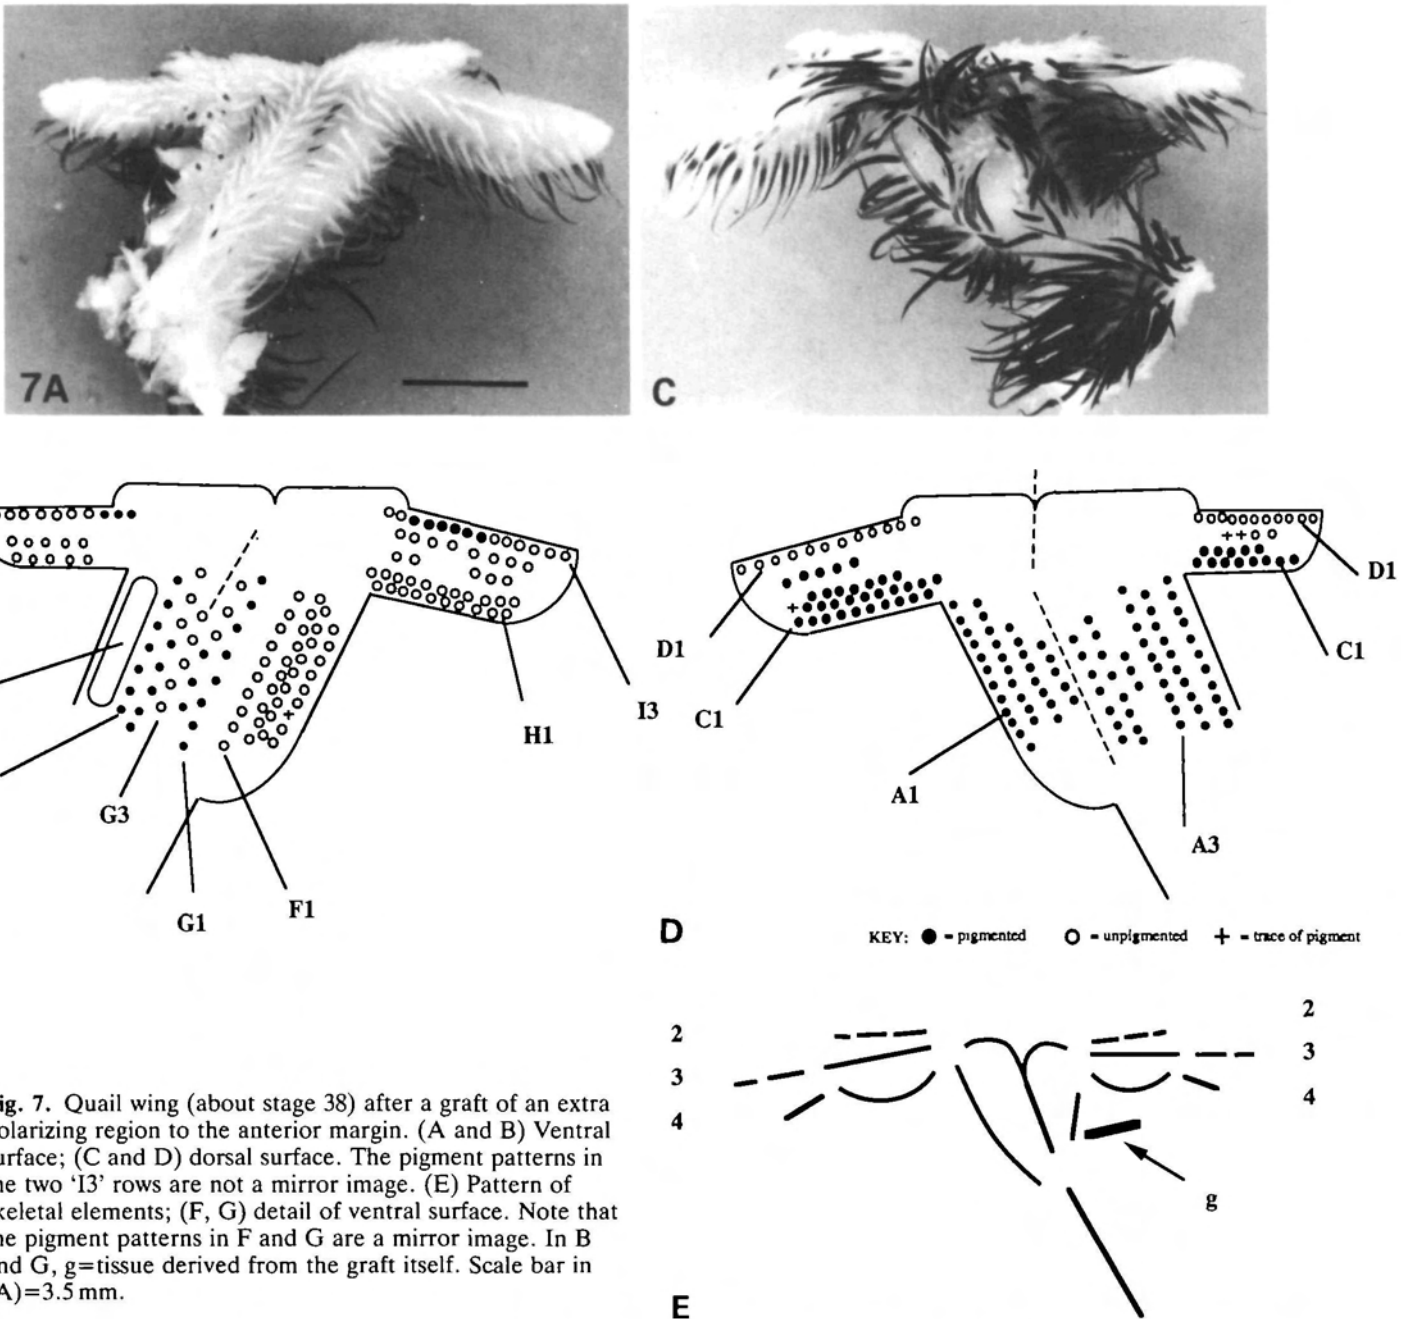 7A
C
G3
G1
F1
H1
I3
D1
C1
A1
A3
D1
C1
D
KEY: ● - pigmented ○ - unpigmented + - trace of pigment
2
3
4
2
3
4
g
E
ig. 7. Quail wing (about stage 38) after a graft of an extra
olarizing region to the anterior margin. (A and B) Ventral
urface; (C and D) dorsal surface. The pigment patterns in
he two ‘I3’ rows are not a mirror image. (E) Pattern of
keletal elements; (F, G) detail of ventral surface. Note that
he pigment patterns in F and G are a mirror image. In B
nd G, g=tissue derived from the graft itself. Scale bar in
A)=3.5 mm.